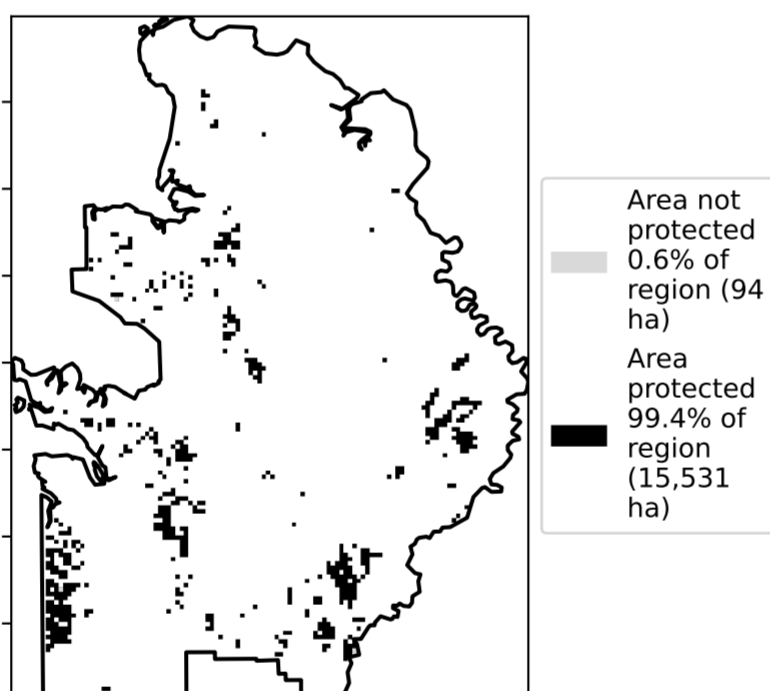 Area not
protected
0.6% of
region (94
ha)
Area
protected
99.4% of
region
(15,531
ha)